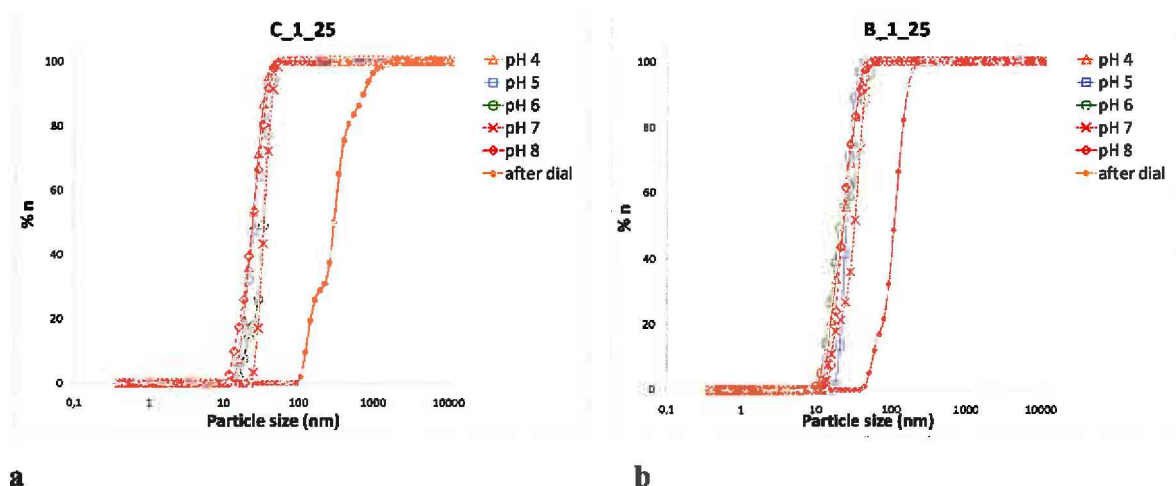 C_1_25
100
80
60
40
20
0
% n
0,1
1
10
100
1000
10000
Particle size (nm)
pH 4
pH 5
pH 6
pH 7
pH 8
after dial
a
B_1_25
100
80
60
40
20
0
% n
0,1
1
10
100
1000
10000
Particle size (nm)
pH 4
pH 5
pH 6
pH 7
pH 8
after dial
b